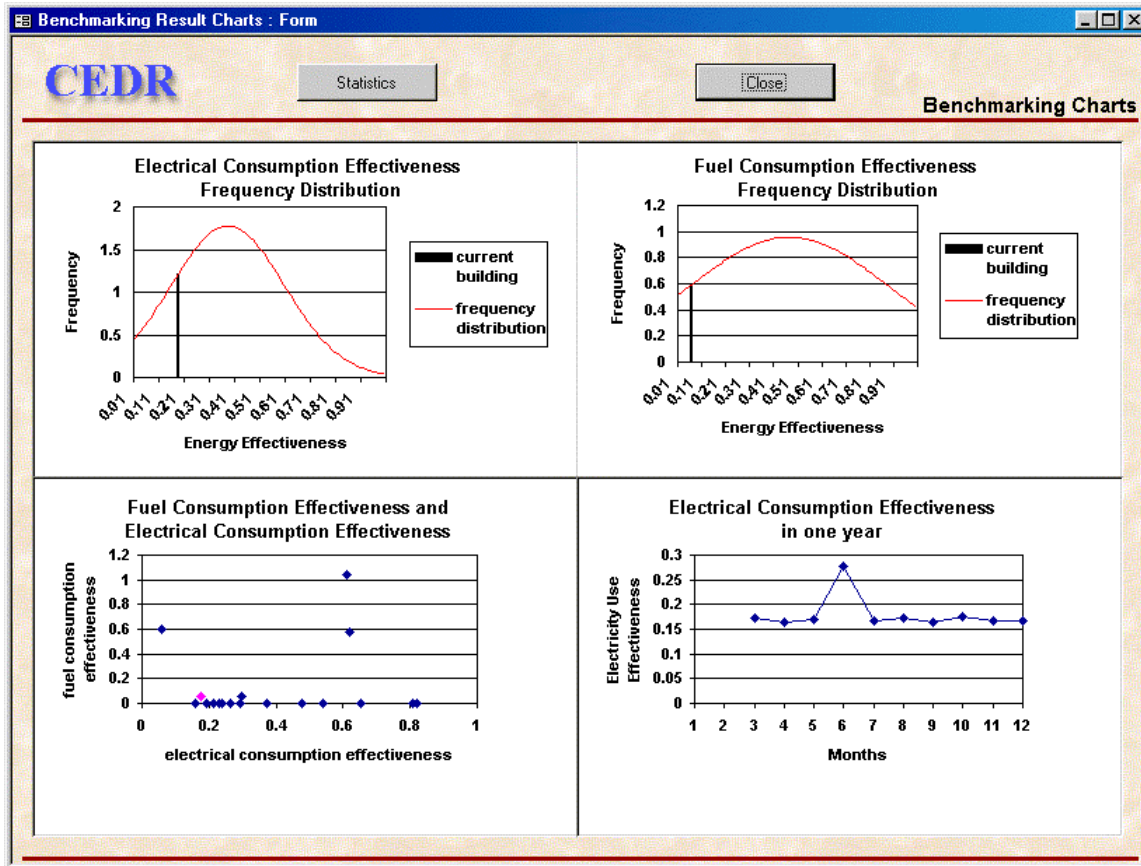 Benchmarking Result Charts : Form
CEDR
Statistics
Close
Benchmarking Charts
Electrical Consumption Effectiveness
Frequency Distribution
2
1.5
1
0.5
0
Frequency
0.01
0.11
0.21
0.31
0.41
0.51
0.61
0.71
0.81
0.91
Energy Effectiveness
current
building
frequency
distribution
Fuel Consumption Effectiveness
Frequency Distribution
1.2
1
0.8
0.6
0.4
0.2
0
Frequency
0.01
0.11
0.21
0.31
0.41
0.51
0.61
0.71
0.81
0.91
Energy Effectiveness
current
building
frequency
distribution
Fuel Consumption Effectiveness and
Electrical Consumption Effectiveness
fuel consumption
effectiveness
1.2
1
0.8
0.6
0.4
0.2
0
0 0.2 0.4 0.6 0.8 1
electrical consumption effectiveness
Electrical Consumption Effectiveness
in one year
Electricity Use
Effectiveness
0.3
0.25
0.2
0.15
0.1
0.05
0
1 2 3 4 5 6 7 8 9 10 11 12
Months